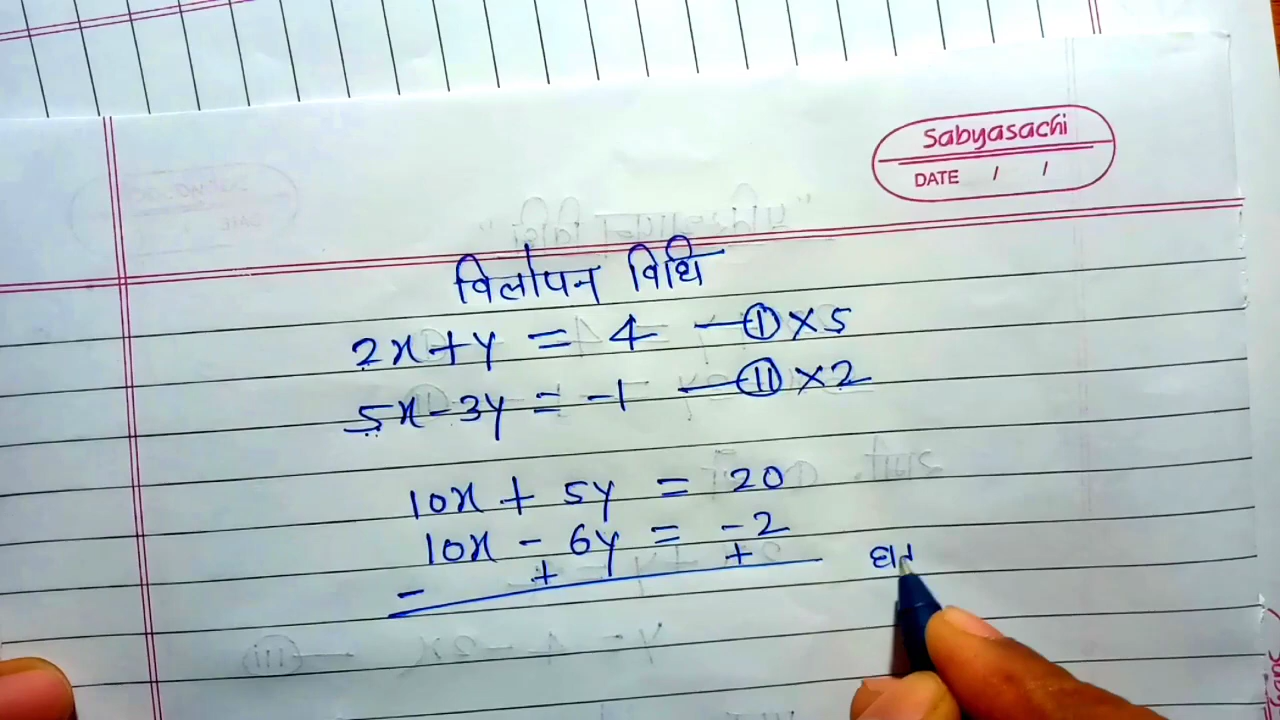 Sabyasachi
DATE / /
विलोपन विधि
2x+y = 4 —Ⓘ×5
5x-3y = -1 —Ⓘⓘ×2
10x + 5y = 20
10x - 6y = -2
- + +